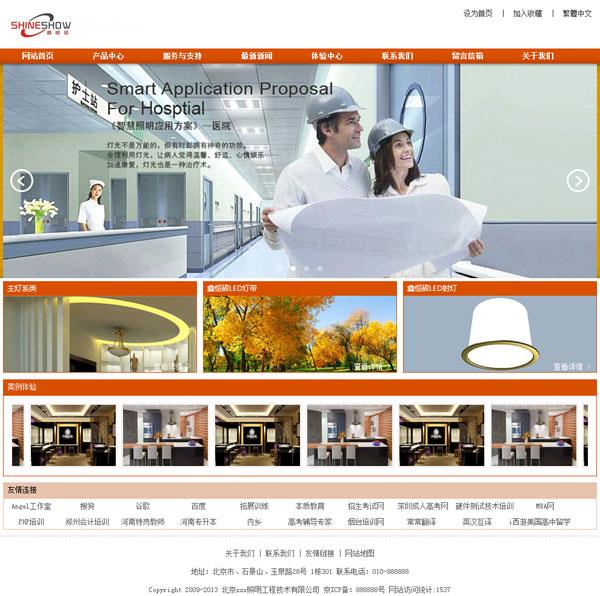 设为首页 | 加入收藏 | 繁體中文
SHINESHOW
鑫恒硕
网站首页 产品中心 服务与支持 最新新闻 体验中心 联系我们 留言信箱 关于我们
护士站
Smart Application Proposal
For Hosptial
《智慧照明应用方案》—医院
灯光不是万能的，但有时却拥有神奇的功效。
合理利用灯光，让病人觉得温馨、舒适、心情娱乐……
加速康复，灯光也是一种治疗术。
主灯系类 鑫恒硕LED灯带 鑫恒硕LED射灯
查看详情 查看详情 查看详情
案例体验
友情连接
Angel工作室 搜狗 谷歌 百度 拓展训练 本质教育 招生考试网 深圳成人高考网 硬件测试技术培训 MBA网
PHP培训 郑州会计培训 河南特岗教师 河南专升本 内乡 高考辅导专家 烟台培训网 常常翻译 英汉互译 i西游美国高中留学
关于我们 | 联系我们 | 友情链接 | 网站地图
地址：北京市、石景山、玉泉路28号 1栋301 联系电话：010-888888
Copyright 2009-2013 北京xxx照明工程技术有限公司 京ICP备：888888号 网站访问统计:1537